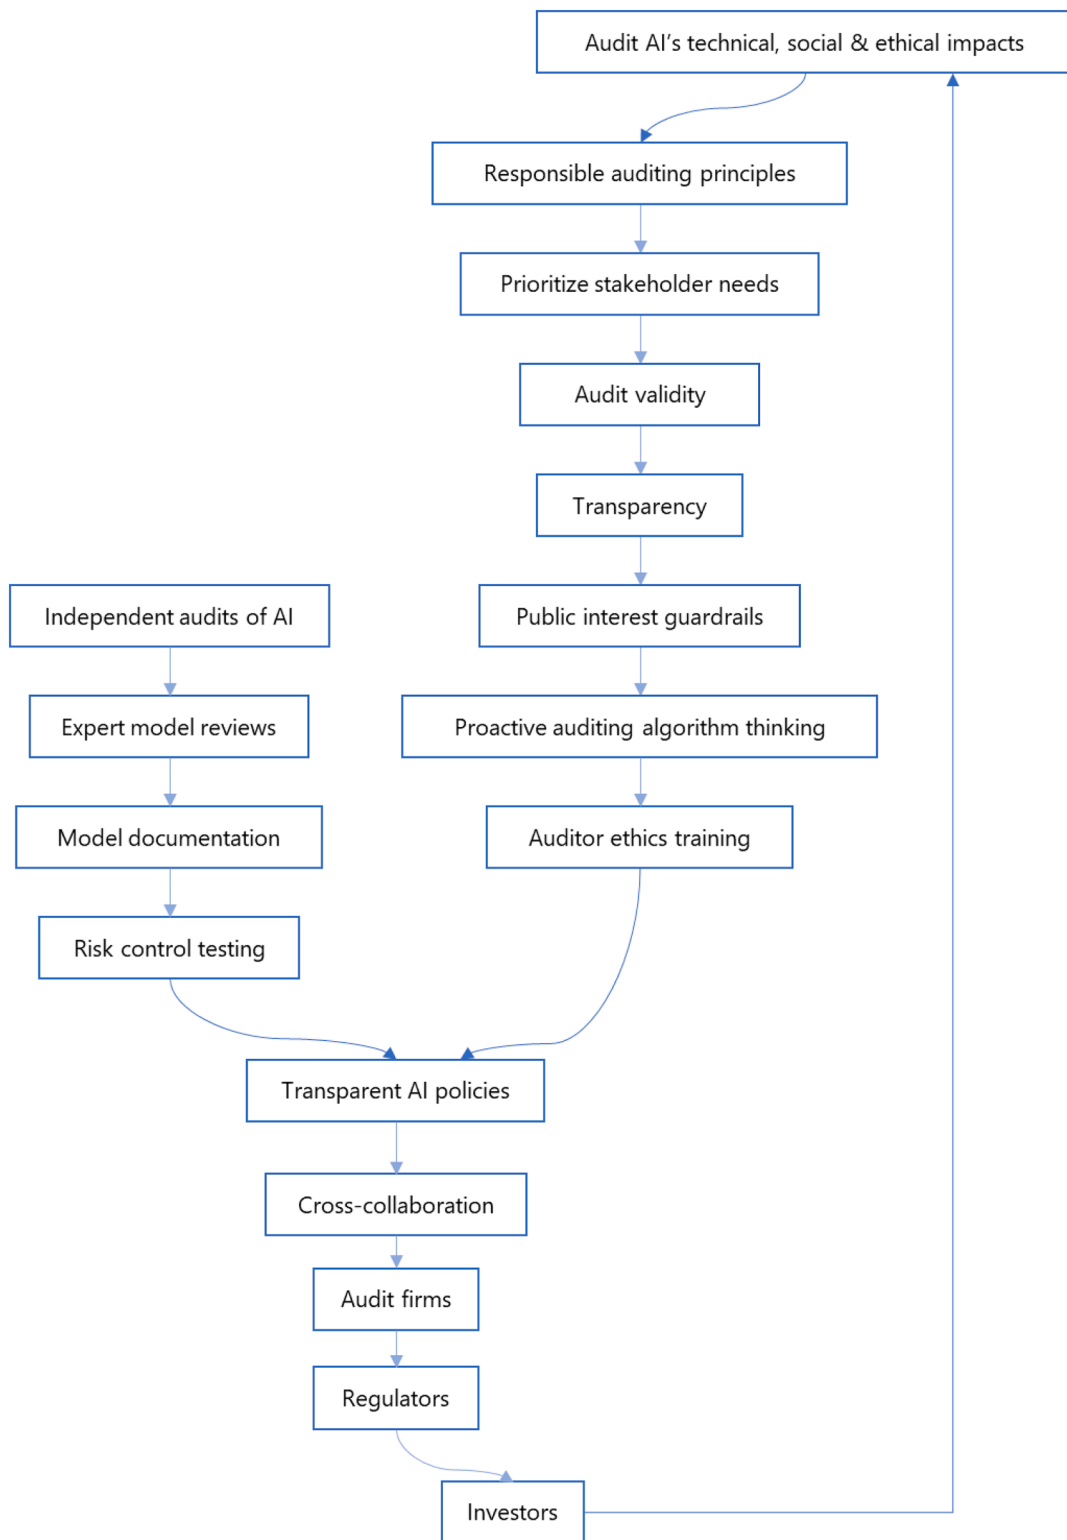 Audit AI’s technical, social & ethical impacts
Responsible auditing principles
Prioritize stakeholder needs
Audit validity
Transparency
Independent audits of AI
Public interest guardrails
Expert model reviews
Proactive auditing algorithm thinking
Model documentation
Auditor ethics training
Risk control testing
Transparent AI policies
Cross-collaboration
Audit firms
Regulators
Investors